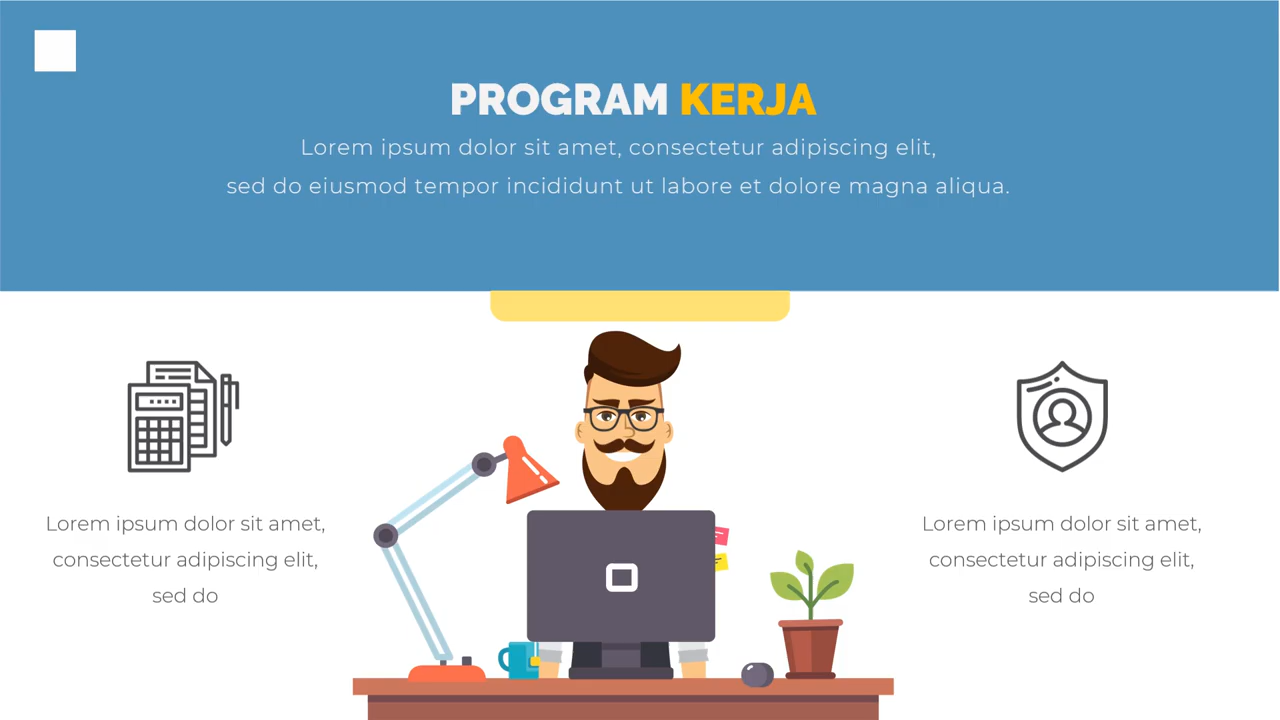 PROGRAM KERJA
Lorem ipsum dolor sit amet, consectetur adipiscing elit,
sed do eiusmod tempor incididunt ut labore et dolore magna aliqua.
Lorem ipsum dolor sit amet,
consectetur adipiscing elit,
sed do
Lorem ipsum dolor sit amet,
consectetur adipiscing elit,
sed do